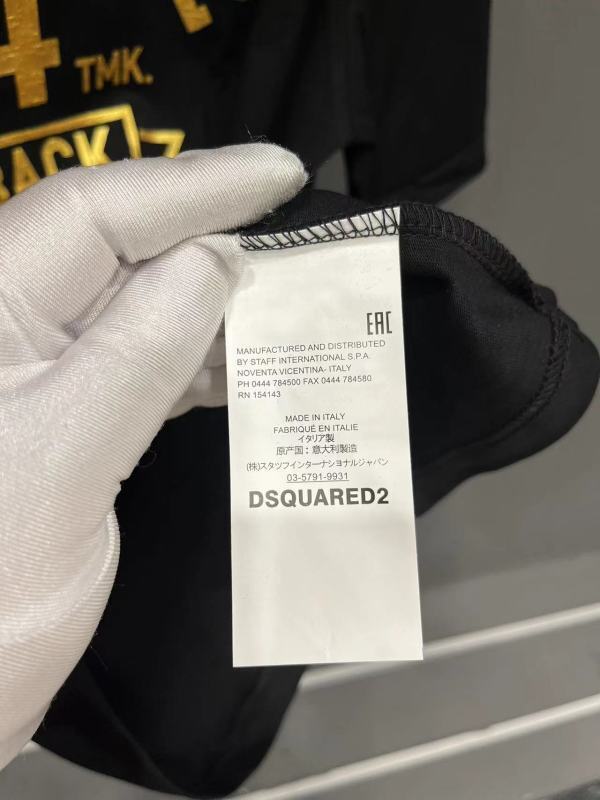 4
TMK.
BACK
EAC
MANUFACTURED AND DISTRIBUTED
BY STAFF INTERNATIONAL S.P.A.
NOVENTA VICENTINA- ITALY
PH 0444 784500 FAX 0444 784580
RN 154143
MADE IN ITALY
FABRIQUÉ EN ITALIE
イタリア製
原产国：意大利製造
(株)スタッフインターナショナルジャパン
03-5791-9931
DSQUARED2